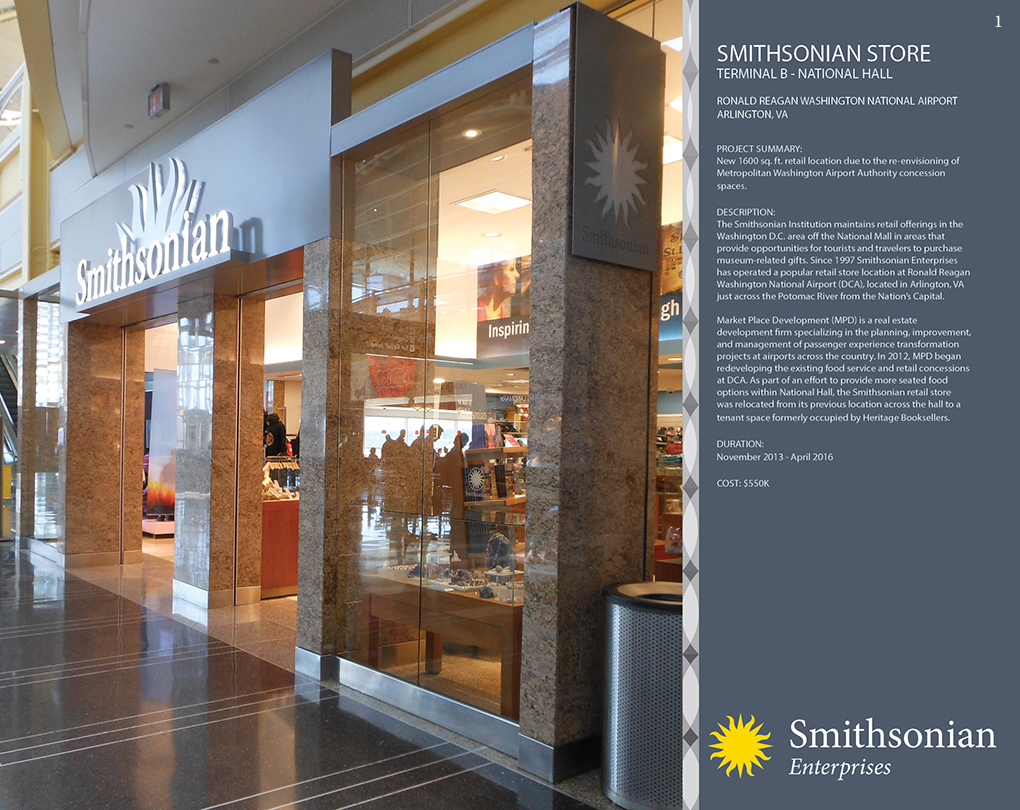 1
SMITHSONIAN STORE
TERMINAL B - NATIONAL HALL
RONALD REAGAN WASHINGTON NATIONAL AIRPORT
ARLINGTON, VA
PROJECT SUMMARY:
New 1600 sq. ft. retail location due to the re-envisioning of
Metropolitan Washington Airport Authority concession
spaces.
DESCRIPTION:
The Smithsonian Institution maintains retail offerings in the
Washington D.C. area off the National Mall in areas that
provide opportunities for tourists and travelers to purchase
museum-related gifts. Since 1997 Smithsonian Enterprises
has operated a popular retail store location at Ronald Reagan
Washington National Airport (DCA), located in Arlington, VA
just across the Potomac River from the Nation's Capital.
Market Place Development (MPD) is a real estate
development firm specializing in the planning, improvement,
and management of passenger experience transformation
projects at airports across the country. In 2012, MPD began
redeveloping the existing food service and retail concessions
at DCA. As part of an effort to provide more seated food
options within National Hall, the Smithsonian retail store
was relocated from its previous location across the hall to a
tenant space formerly occupied by Heritage Booksellers.
DURATION:
November 2013 - April 2016
COST: $550K
Smithsonian
Enterprises
Smithsonian
Smithsonian
Inspirin
gh